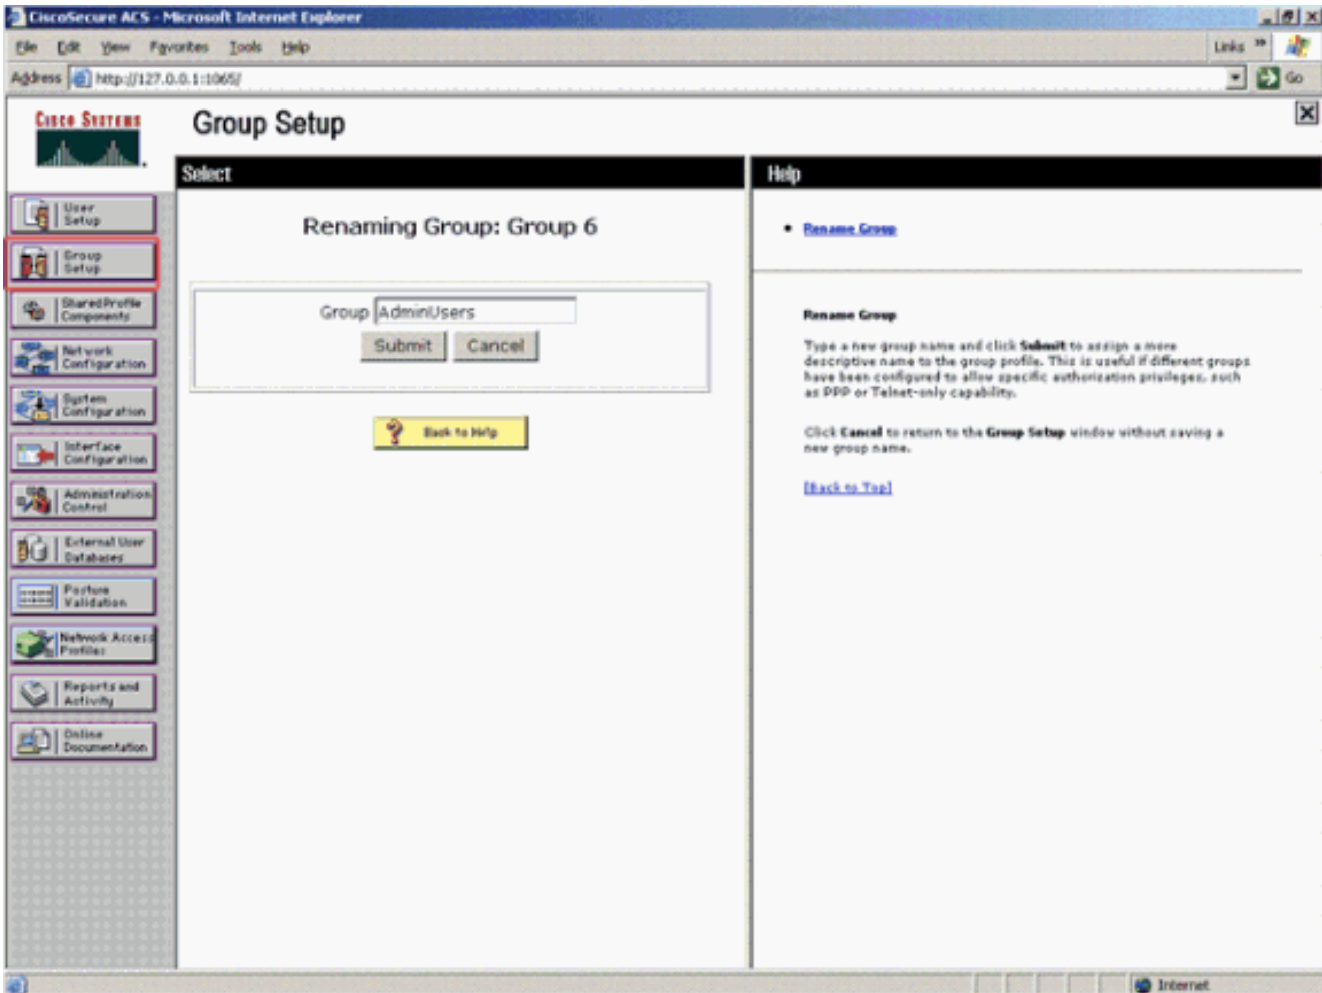 CiscoSecure ACS - Microsoft Internet Explorer
File Edit View Favorites Tools Help
Links »
Address http://127.0.0.1:1065/
Go
CISCO SYSTEMS
Group Setup
Select
Help
User
Setup
Group
Setup
Shared Profile
Components
Network
Configuration
System
Configuration
Interface
Configuration
Administration
Control
External User
Databases
Posture
Validation
Network Access
Profiles
Reports and
Activity
Online
Documentation
Renaming Group: Group 6
Group AdminUsers
Submit Cancel
Back to Help
• Rename Group
Rename Group
Type a new group name and click Submit to assign a more
descriptive name to the group profile. This is useful if different groups
have been configured to allow specific authorization privileges, such
as PPP or Telnet-only capability.
Click Cancel to return to the Group Setup window without saving a
new group name.
[Back to Top]
Internet